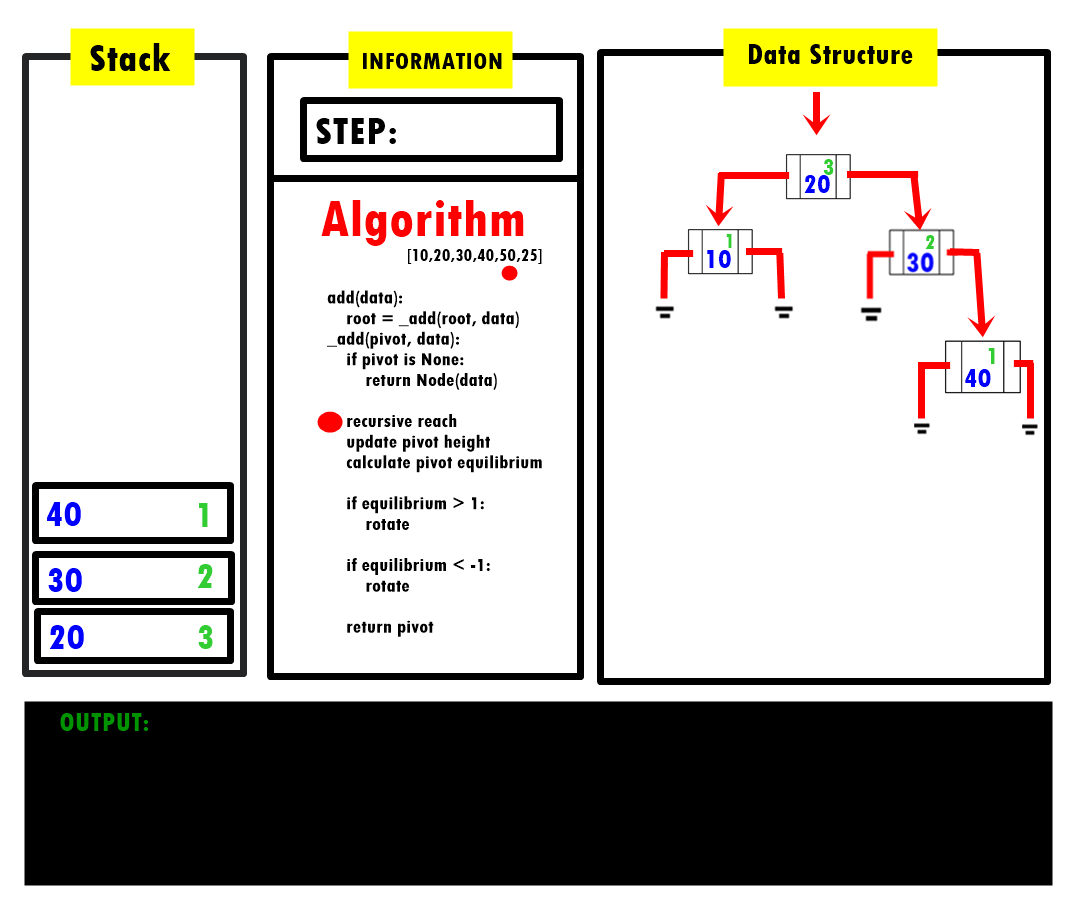 Stack
40 1
30 2
20 3
INFORMATION
STEP:
Algorithm
[10,20,30,40,50,25]
add(data):
root = _add(root, data)
_add(pivot, data):
if pivot is None:
return Node(data)
recursive reach
update pivot height
calculate pivot equilibrium
if equilibrium > 1:
rotate
if equilibrium < -1:
rotate
return pivot
Data Structure
3
20
1
10
2
30
1
40
OUTPUT: